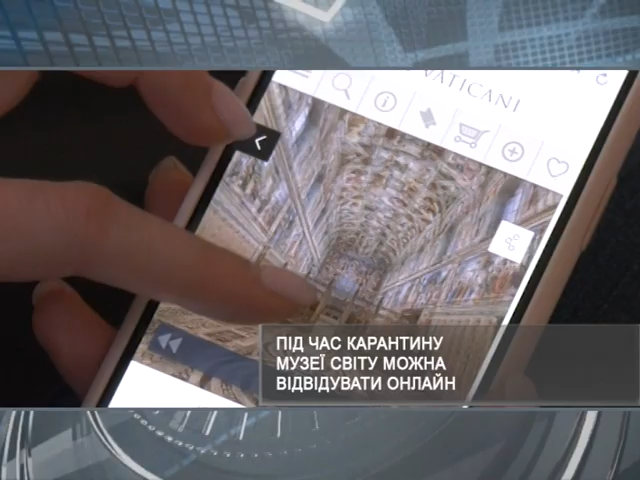 VATICANI
ПІД ЧАС КАРАНТИНУ
МУЗЕЇ СВІТУ МОЖНА
ВІДВІДУВАТИ ОНЛАЙН